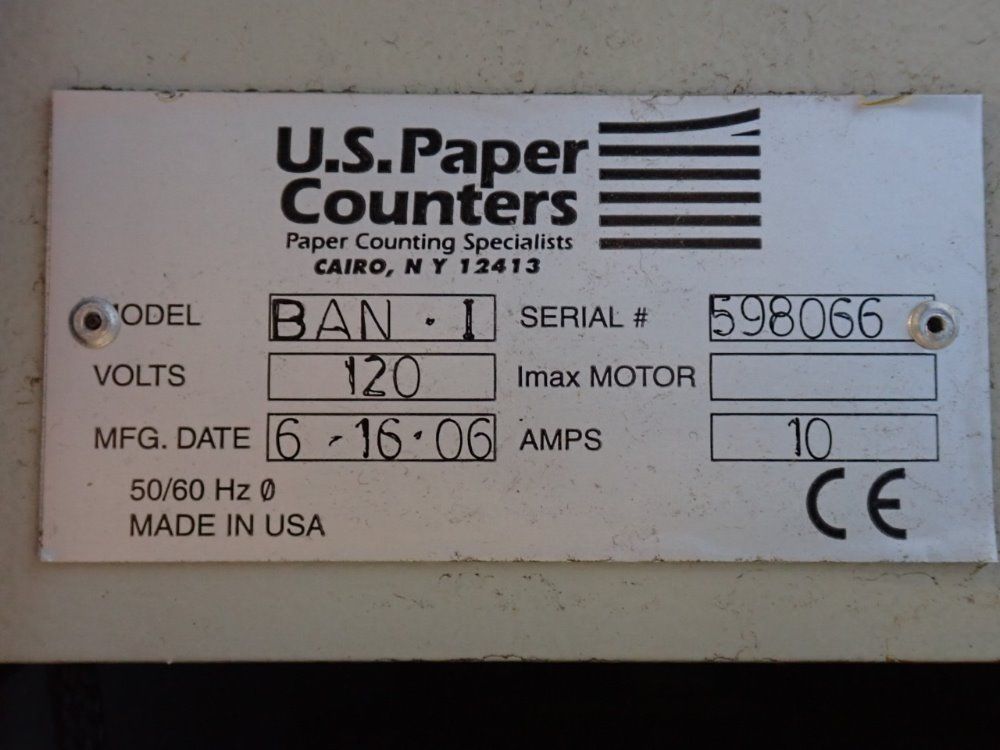 U.S. Paper
Counters
Paper Counting Specialists
CAIRO, N Y 12413
MODEL BAN · I SERIAL # 598066
VOLTS 120 Imax MOTOR
MFG. DATE 6 - 16 · 06 AMPS 10
50/60 Hz Ø
MADE IN USA
CE